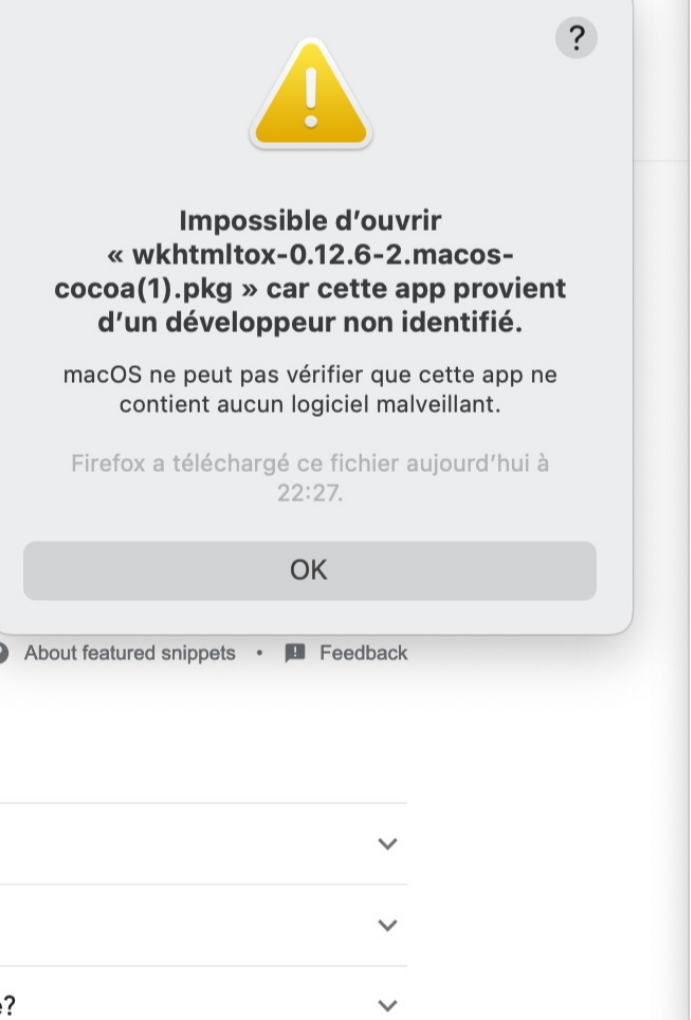 ?
Impossible d’ouvrir
« wkhtmltox-0.12.6-2.macos-
cocoa(1).pkg » car cette app provient
d’un développeur non identifié.
macOS ne peut pas vérifier que cette app ne
contient aucun logiciel malveillant.
Firefox a téléchargé ce fichier aujourd’hui à
22:27.
OK
About featured snippets • Feedback
?